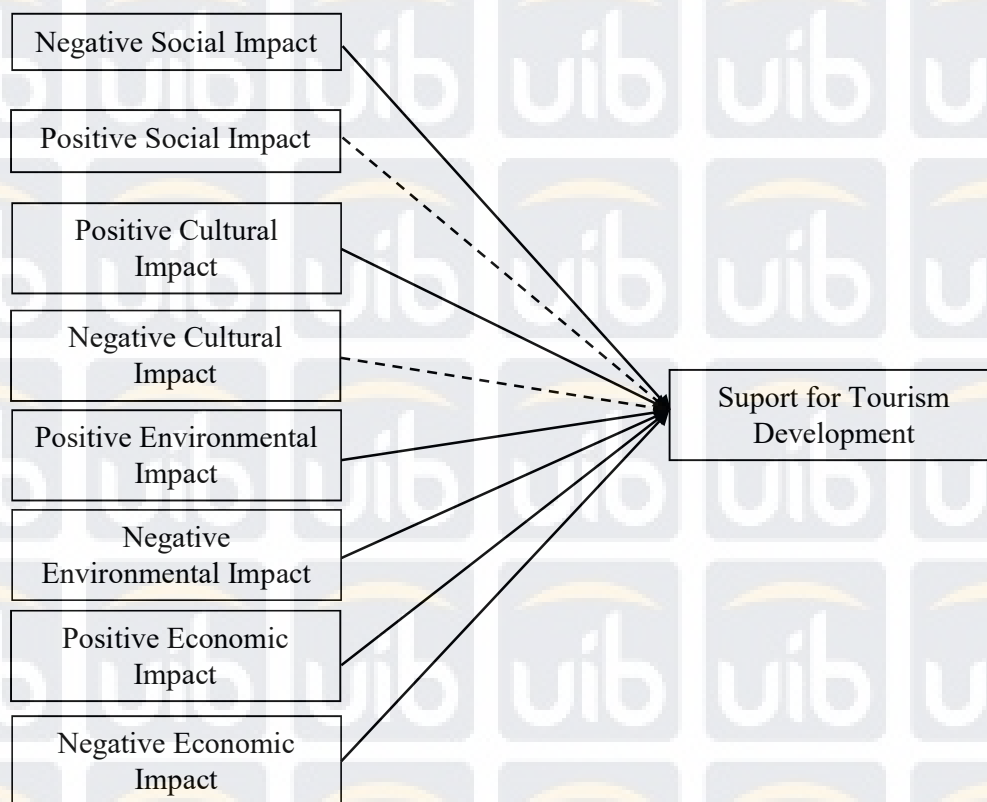 Negative Social Impact
Positive Social Impact
Positive Cultural
Impact
Negative Cultural
Impact
Positive Environmental
Impact
Negative
Environmental Impact
Positive Economic
Impact
Negative Economic
Impact
Suport for Tourism
Development
uib